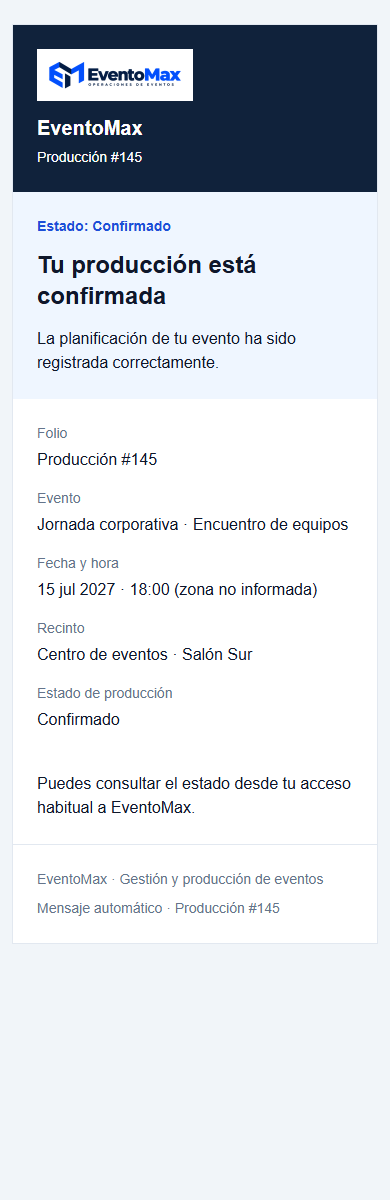 EventoMax
OPERACIONES DE EVENTOS
EventoMax
Producción #145
Estado: Confirmado
Tu producción está
confirmada
La planificación de tu evento ha sido
registrada correctamente.
Folio
Producción #145
Evento
Jornada corporativa · Encuentro de equipos
Fecha y hora
15 jul 2027 · 18:00 (zona no informada)
Recinto
Centro de eventos · Salón Sur
Estado de producción
Confirmado
Puedes consultar el estado desde tu acceso
habitual a EventoMax.
EventoMax · Gestión y producción de eventos
Mensaje automático · Producción #145